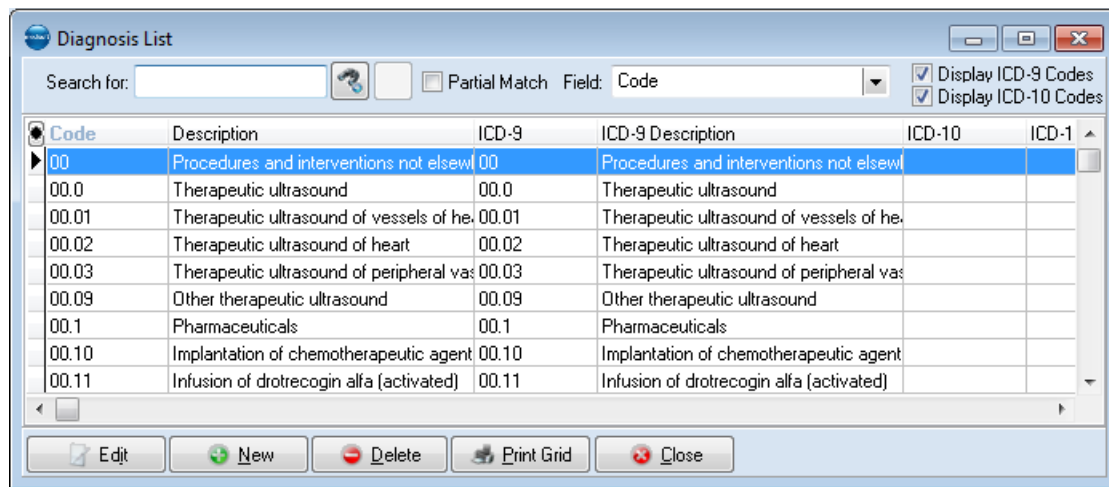 Diagnosis List
Search for: Partial Match Field: Code
Display ICD-9 Codes
Display ICD-10 Codes
Code Description ICD-9 ICD-9 Description ICD-10 ICD-1
00 Procedures and interventions not elsewl 00 Procedures and interventions not elsewl
00.0 Therapeutic ultrasound 00.0 Therapeutic ultrasound
00.01 Therapeutic ultrasound of vessels of he 00.01 Therapeutic ultrasound of vessels of he
00.02 Therapeutic ultrasound of heart 00.02 Therapeutic ultrasound of heart
00.03 Therapeutic ultrasound of peripheral vas 00.03 Therapeutic ultrasound of peripheral vas
00.09 Other therapeutic ultrasound 00.09 Other therapeutic ultrasound
00.1 Pharmaceuticals 00.1 Pharmaceuticals
00.10 Implantation of chemotherapeutic agent 00.10 Implantation of chemotherapeutic agent
00.11 Infusion of drotrecogin alfa (activated) 00.11 Infusion of drotrecogin alfa (activated)
Edit New Delete Print Grid Close